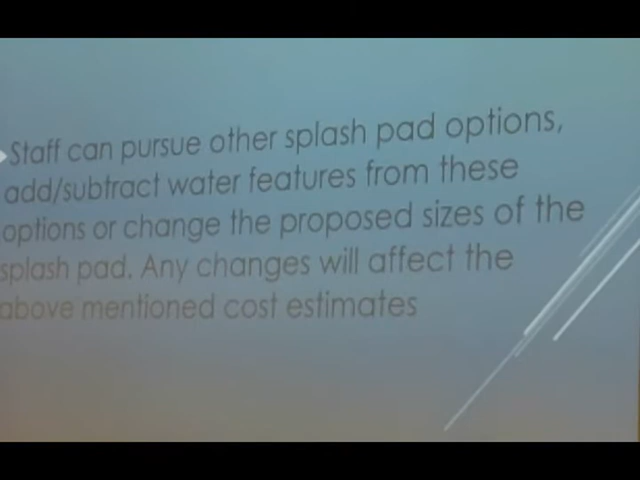 Staff can pursue other splash pad options,
add/subtract water features from these
options or change the proposed sizes of the
splash pad. Any changes will affect the
above mentioned cost estimates